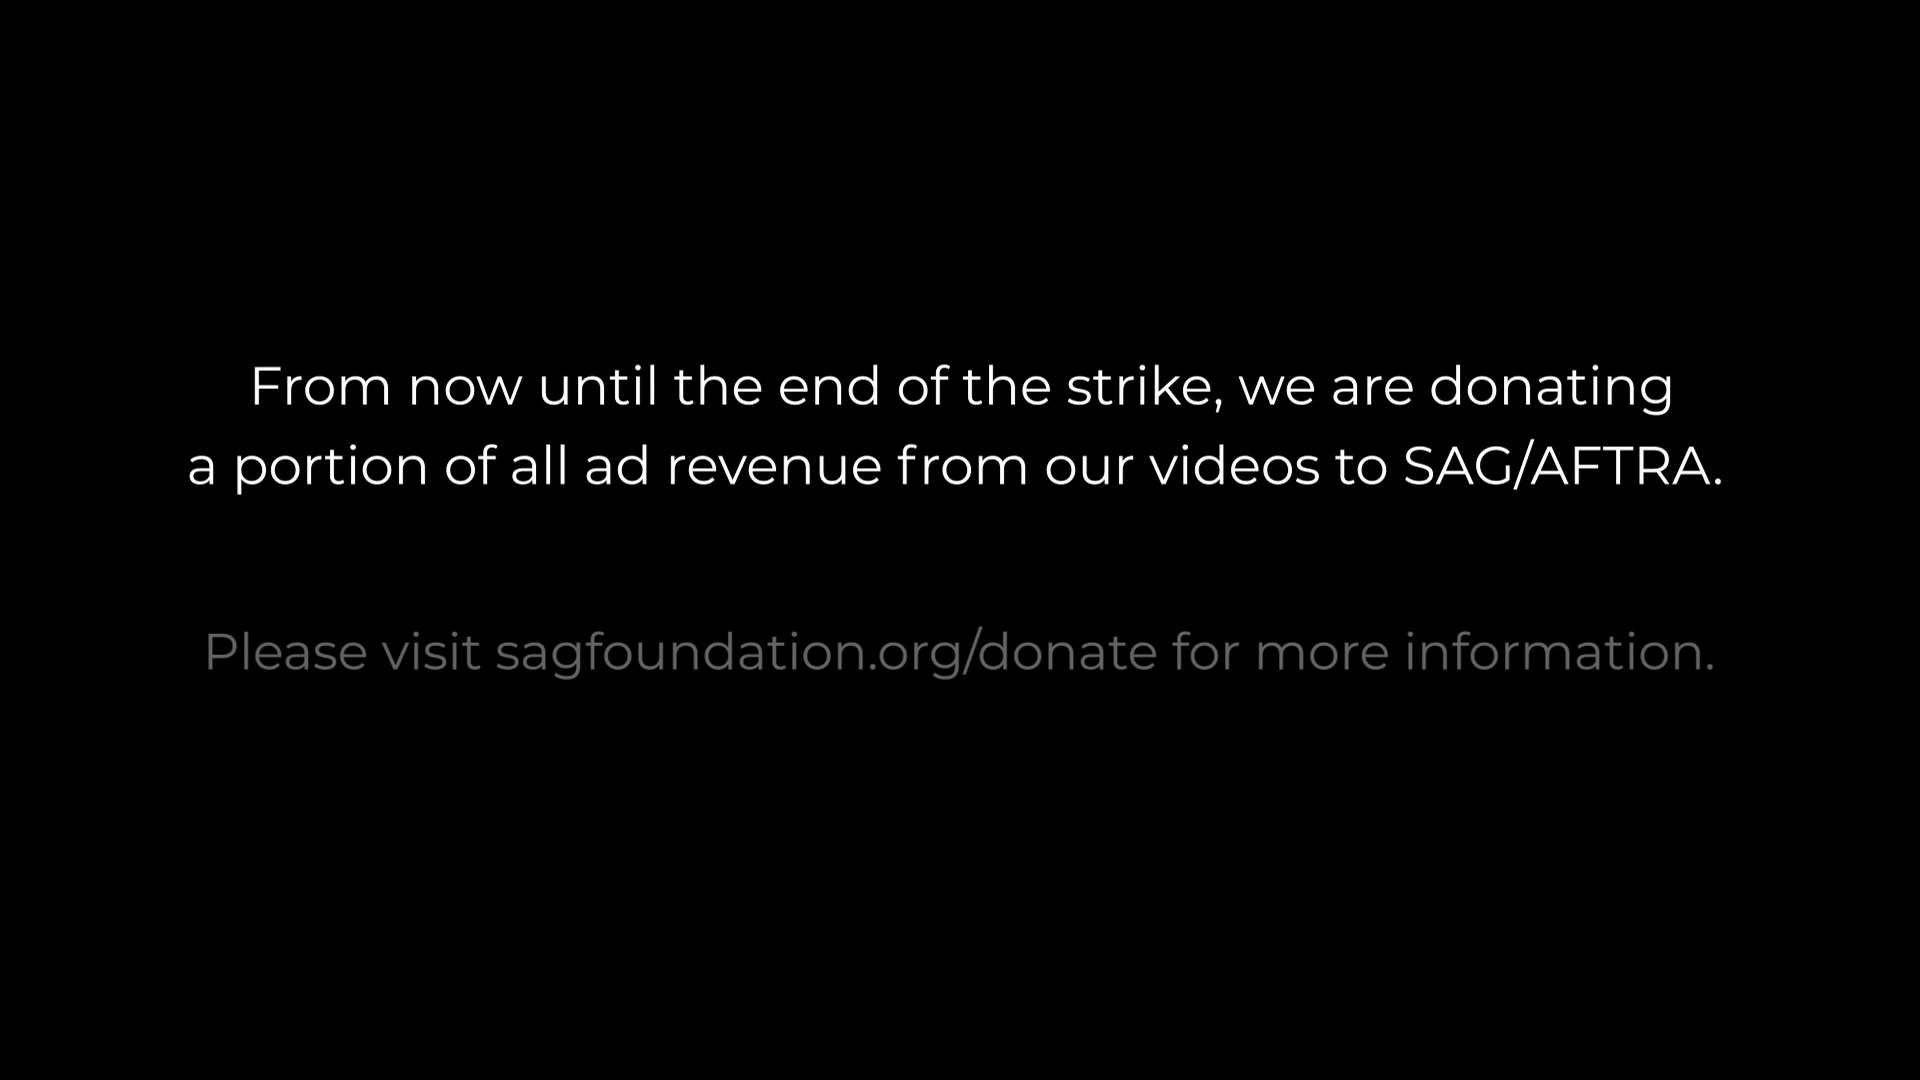 From now until the end of the strike, we are donating
a portion of all ad revenue from our videos to SAG/AFTRA.
Please visit sagfoundation.org/donate for more information.